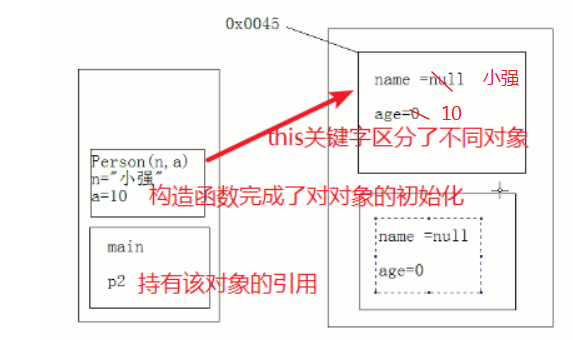 0x0045
name =null 小强
age=0 10
this关键字区分了不同对象
Person(n,a)
n="小强"
a=10
构造函数完成了对对象的初始化
main
p2 持有该对象的引用
name =null
age=0